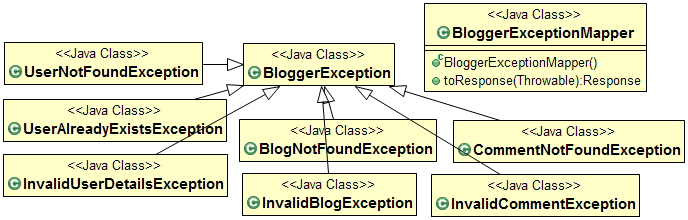 <<Java Class>>
BloggerExceptionMapper
BloggerExceptionMapper()
toResponse(Throwable):Response
<<Java Class>>
UserNotFoundException
<<Java Class>>
BloggerException
<<Java Class>>
UserAlreadyExistsException
<<Java Class>>
BlogNotFoundException
<<Java Class>>
CommentNotFoundException
<<Java Class>>
InvalidUserDetailsException
<<Java Class>>
InvalidBlogException
<<Java Class>>
InvalidCommentException